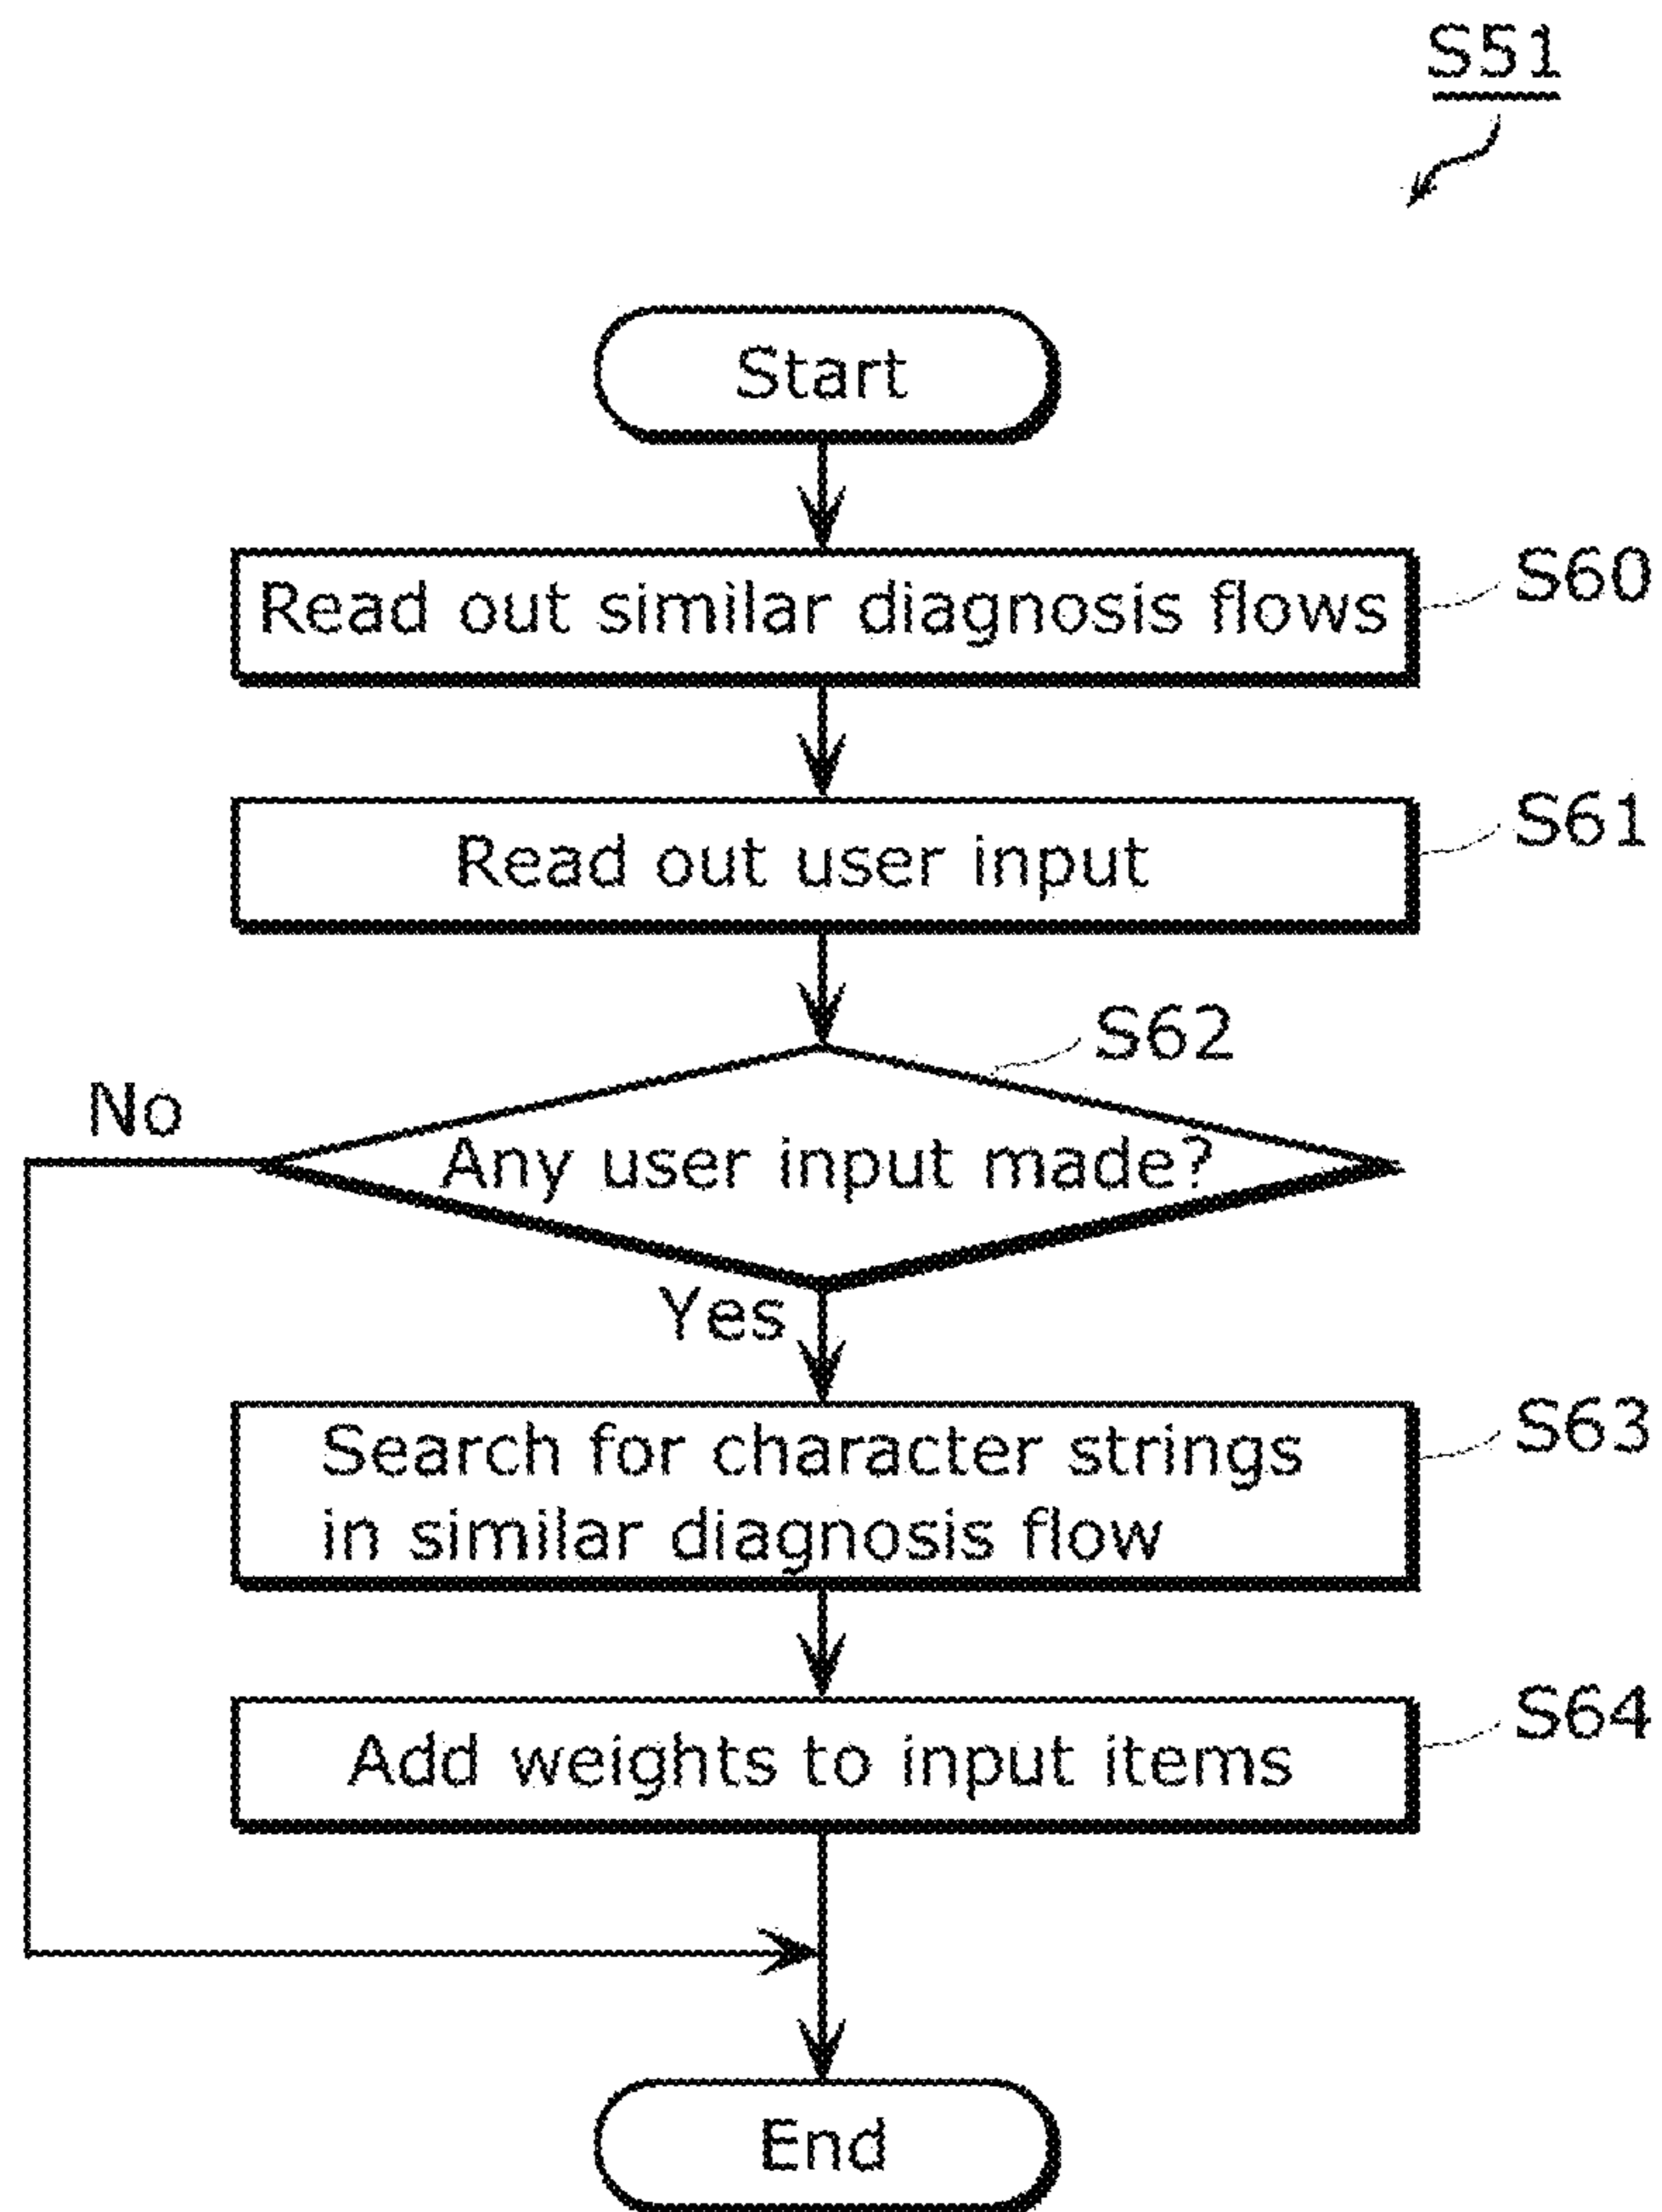 S51
Start
Read out similar diagnosis flows
S60
Read out user input
S61
S62
No
Any user input made?
Yes
Search for character strings
in similar diagnosis flow
S63
Add weights to input items
S64
End